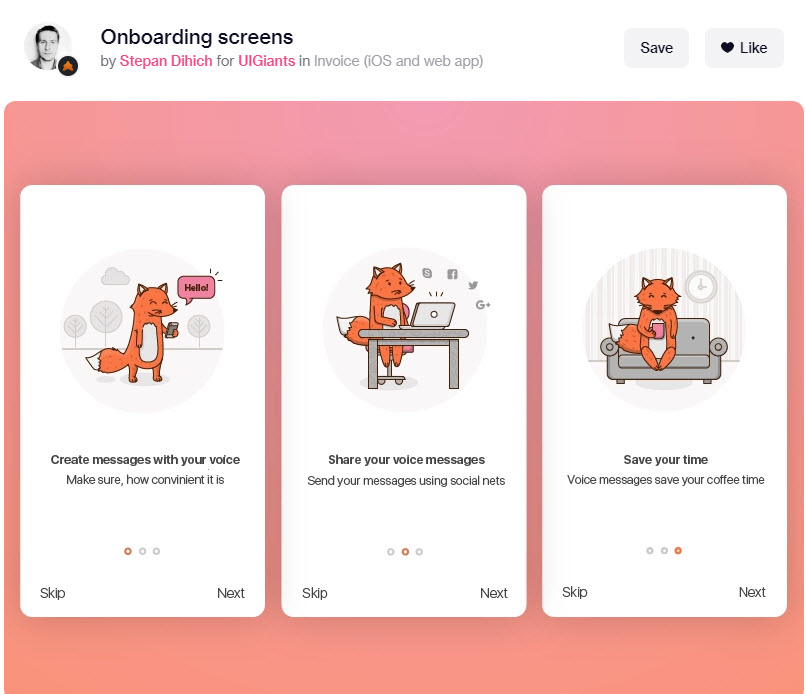 Onboarding screens
by Stepan Dihich for UIGiants in Invoice (iOS and web app)
Save
Like
Hello!
Create messages with your voice
Make sure, how convinient it is
Skip
Next
Share your voice messages
Send your messages using social nets
Skip
Next
Save your time
Voice messages save your coffee time
Skip
Next